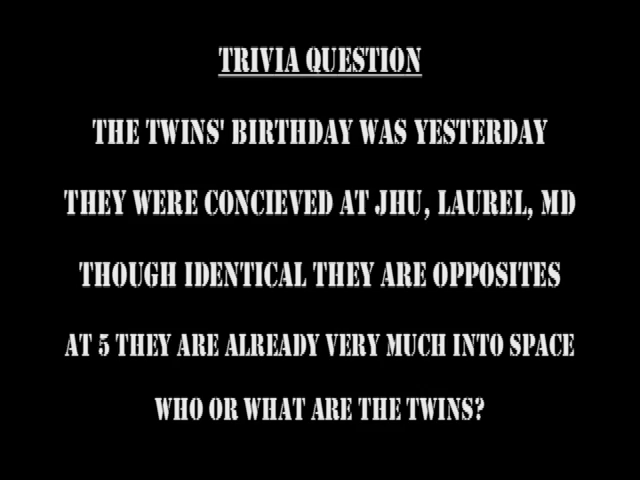 TRIVIA QUESTION
THE TWINS' BIRTHDAY WAS YESTERDAY
THEY WERE CONCIEVED AT JHU, LAUREL, MD
THOUGH IDENTICAL THEY ARE OPPOSITES
AT 5 THEY ARE ALREADY VERY MUCH INTO SPACE
WHO OR WHAT ARE THE TWINS?